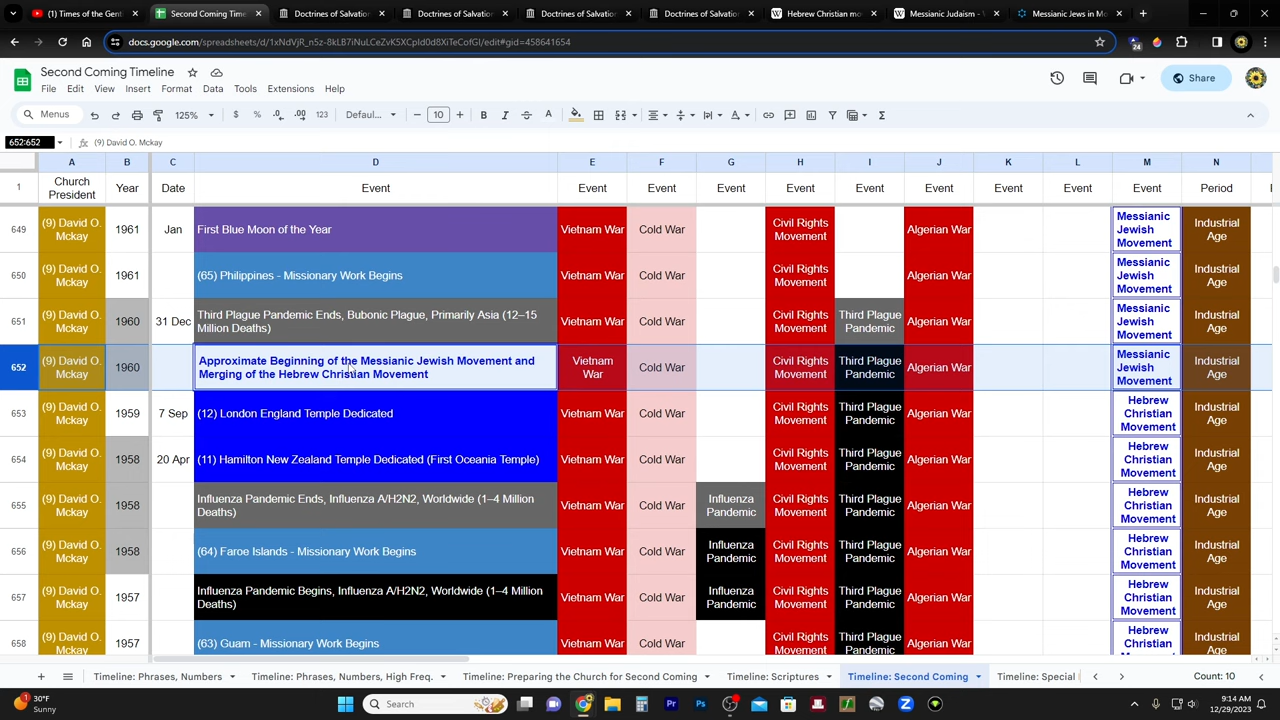 (1) Times of the Genti
Second Coming Time
Doctrines of Salvation
Doctrines of Salvati
Doctrines of Salvati
Doctrines of Salvati
Hebrew Christian mo
Messianic Judaism - V
Messianic Jews in Mo
docs.google.com/spreadsheets/d/1xNdVjR_n5z-8kLB7iNuLCeZvK5XCpId0d8XiTeCofGI/edit#gid=458641654
Second Coming Timeline
File Edit View Insert Format Data Tools Extensions Help
Share
Menus 125% $ % .0 .00 123 Defaul... 10 B I A
652:652 (9) David O. Mckay
A B C D E F G H I J K L M N
1 Church President Year Date Event Event Event Event Event Event Event Event Event Event Period
649 (9) David O. Mckay 1961 Jan First Blue Moon of the Year Vietnam War Cold War Civil Rights Movement Algerian War Messianic Jewish Movement Industrial Age
650 (9) David O. Mckay 1961 (65) Philippines - Missionary Work Begins Vietnam War Cold War Civil Rights Movement Algerian War Messianic Jewish Movement Industrial Age
651 (9) David O. Mckay 1960 31 Dec Third Plague Pandemic Ends, Bubonic Plague, Primarily Asia (12–15 Million Deaths) Vietnam War Cold War Civil Rights Movement Third Plague Pandemic Algerian War Messianic Jewish Movement Industrial Age
652 (9) David O. Mckay 1960 Approximate Beginning of the Messianic Jewish Movement and Merging of the Hebrew Christian Movement Vietnam War Cold War Civil Rights Movement Third Plague Pandemic Algerian War Messianic Jewish Movement Industrial Age
653 (9) David O. Mckay 1959 7 Sep (12) London England Temple Dedicated Vietnam War Cold War Civil Rights Movement Third Plague Pandemic Algerian War Hebrew Christian Movement Industrial Age
654 (9) David O. Mckay 1958 20 Apr (11) Hamilton New Zealand Temple Dedicated (First Oceania Temple) Vietnam War Cold War Civil Rights Movement Third Plague Pandemic Algerian War Hebrew Christian Movement Industrial Age
655 (9) David O. Mckay 1958 Influenza Pandemic Ends, Influenza A/H2N2, Worldwide (1–4 Million Deaths) Vietnam War Cold War Influenza Pandemic Civil Rights Movement Third Plague Pandemic Algerian War Hebrew Christian Movement Industrial Age
656 (9) David O. Mckay 1958 (64) Faroe Islands - Missionary Work Begins Vietnam War Cold War Influenza Pandemic Civil Rights Movement Third Plague Pandemic Algerian War Hebrew Christian Movement Industrial Age
657 (9) David O. Mckay 1957 Influenza Pandemic Begins, Influenza A/H2N2, Worldwide (1–4 Million Deaths) Vietnam War Cold War Influenza Pandemic Civil Rights Movement Third Plague Pandemic Algerian War Hebrew Christian Movement Industrial Age
658 (9) David O. Mckay 1957 (63) Guam - Missionary Work Begins Vietnam War Cold War Civil Rights Movement Third Plague Pandemic Algerian War Hebrew Christian Movement Industrial Age
Timeline: Phrases, Numbers
Timeline: Phrases, Numbers, High Freq.
Timeline: Preparing the Church for Second Coming
Timeline: Scriptures
Timeline: Second Coming
Timeline: Special
Count: 10
30°F
Sunny
Search
9:14 AM
12/29/2023